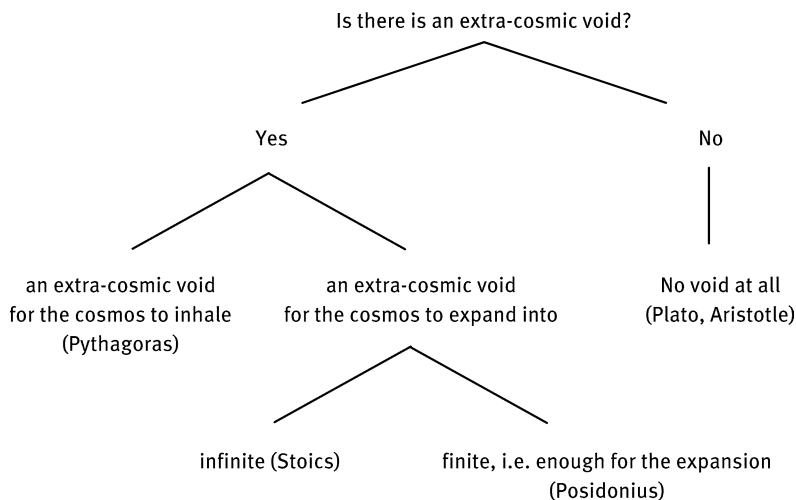 Is there is an extra-cosmic void?
Yes
No
an extra-cosmic void
for the cosmos to inhale
(Pythagoras)
an extra-cosmic void
for the cosmos to expand into
No void at all
(Plato, Aristotle)
infinite (Stoics)
finite, i.e. enough for the expansion
(Posidonius)